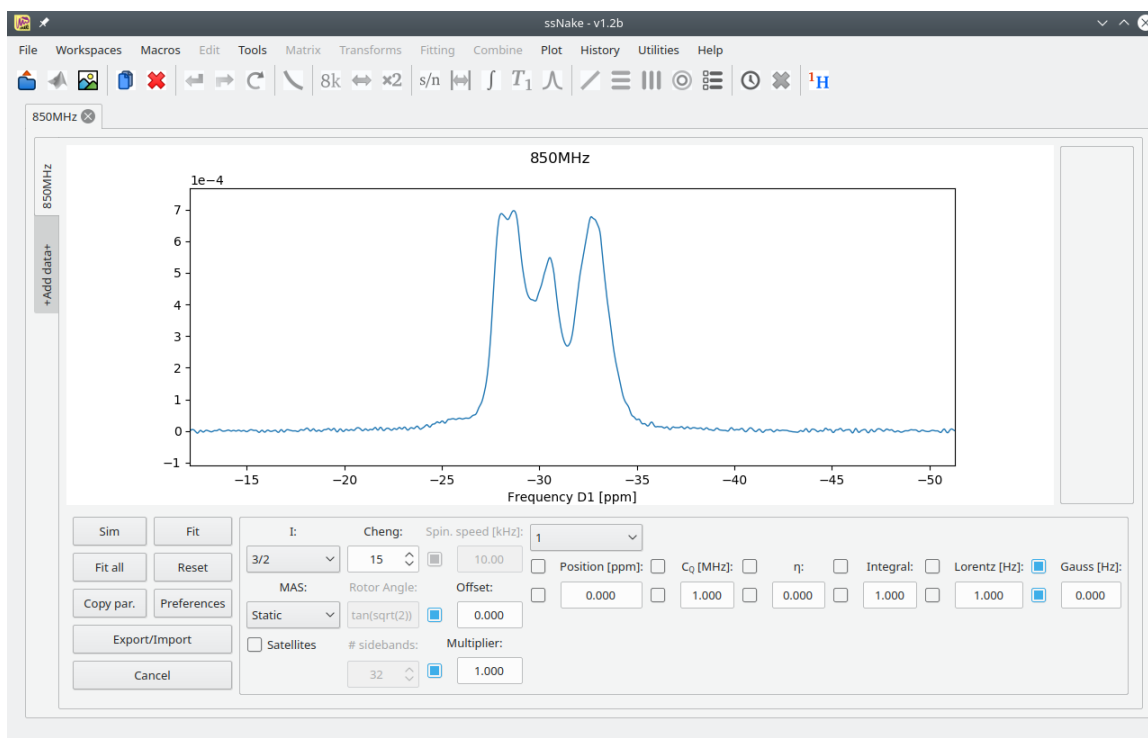 ssNake - v1.2b
File Workspaces Macros Edit Tools Matrix Transforms Fitting Combine Plot History Utilities Help
8k x2 s/n ∫ T1 1H
850MHz
850MHz
+Add data+
850MHz
1e−4
7
6
5
4
3
2
1
0
−1
−15 −20 −25 −30 −35 −40 −45 −50
Frequency D1 [ppm]
Sim Fit I: Cheng: Spin. speed [kHz]: 1
Fit all Reset 3/2 15 10.00 Position [ppm]: CQ [MHz]: η: Integral: Lorentz [Hz]: Gauss [Hz]:
MAS: Rotor Angle: Offset:
Copy par. Preferences 0.000 1.000 0.000 1.000 1.000 0.000
Static tan(sqrt(2)) 0.000
Export/Import Satellites # sidebands: Multiplier:
Cancel 32 1.000